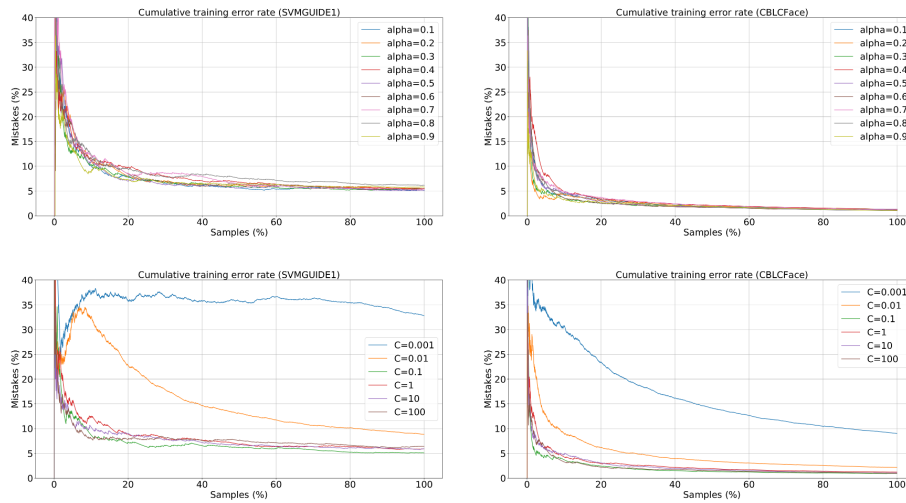 Cumulative training error rate (SVMGUIDE1)
40
35
30
25
20
15
10
5
0
Mistakes (%)
alpha=0.1
alpha=0.2
alpha=0.3
alpha=0.4
alpha=0.5
alpha=0.6
alpha=0.7
alpha=0.8
alpha=0.9
0 20 40 60 80 100
Samples (%)
Cumulative training error rate (CBLCFace)
40
35
30
25
20
15
10
5
0
Mistakes (%)
alpha=0.1
alpha=0.2
alpha=0.3
alpha=0.4
alpha=0.5
alpha=0.6
alpha=0.7
alpha=0.8
alpha=0.9
0 20 40 60 80 100
Samples (%)
Cumulative training error rate (SVMGUIDE1)
40
35
30
25
20
15
10
5
0
Mistakes (%)
C=0.001
C=0.01
C=0.1
C=1
C=10
C=100
0 20 40 60 80 100
Samples (%)
Cumulative training error rate (CBLCFace)
40
35
30
25
20
15
10
5
0
Mistakes (%)
C=0.001
C=0.01
C=0.1
C=1
C=10
C=100
0 20 40 60 80 100
Samples (%)